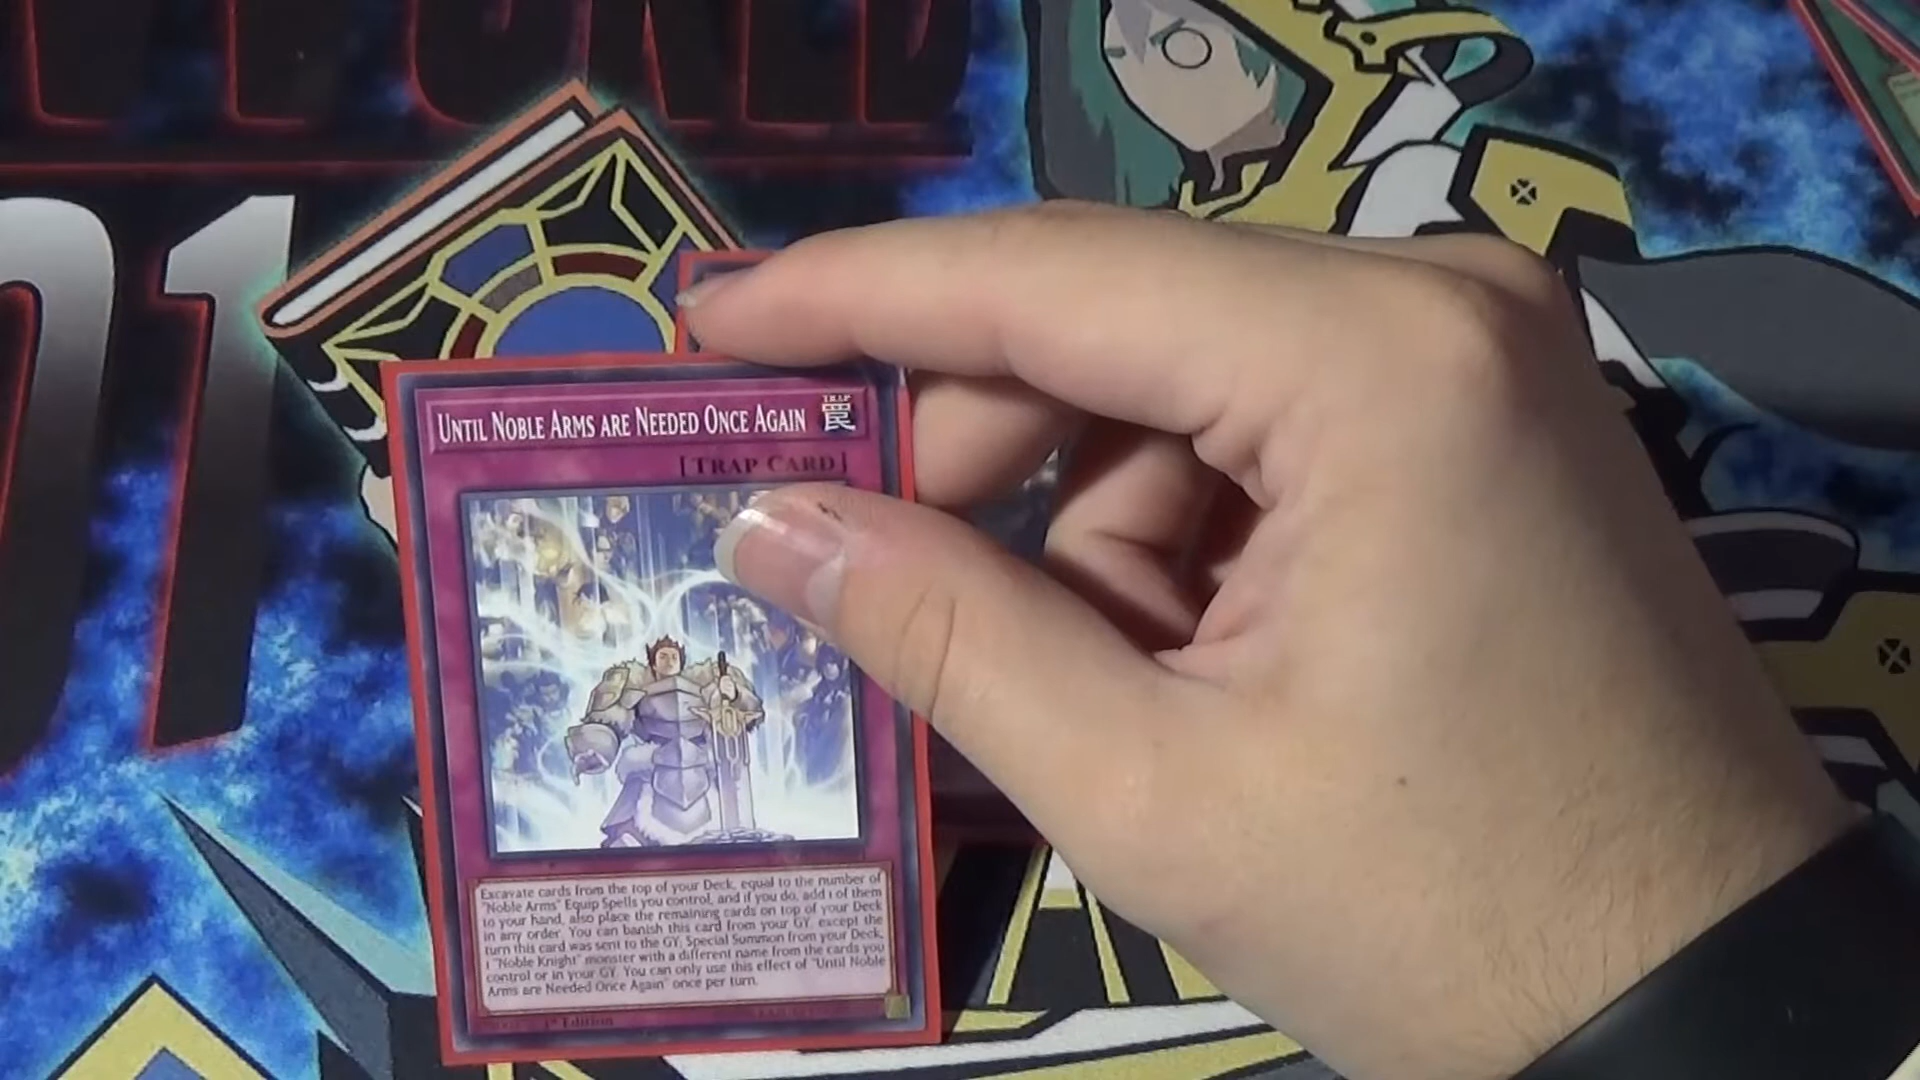 01
UNTIL NOBLE ARMS ARE NEEDED ONCE AGAIN
TRAP
罠
[TRAP CARD]
Excavate cards from the top of your Deck, equal to the number of
"Noble Arms" Equip Spells you control, and if you do, add 1 of them
to your hand, also place the remaining cards on top of your Deck
in any order. You can banish this card from your GY, except the
turn this card was sent to the GY; Special Summon from your Deck,
1 "Noble Knight" monster with a different name from the cards you
control or in your GY. You can only use this effect of "Until Noble
Arms are Needed Once Again" once per turn.
1st Edition